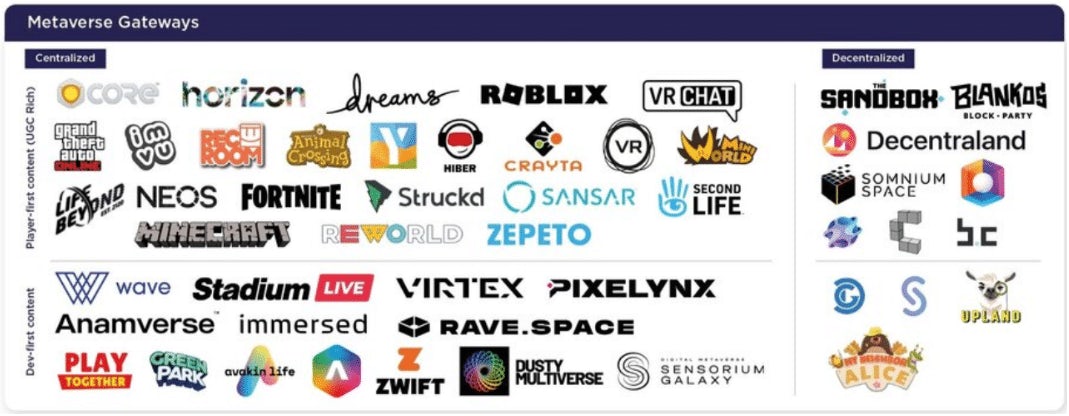 Metaverse Gateways
Centralized
Decentralized
Player-first content (UGC Rich)
CORE
horizon
dreams
ROBLOX
VR CHAT
grand theft auto ONLINE
imvu
REC ROOM
Animal Crossing
Y
HIBER
CRAYTA
VR
MiNi WORLD
LIFE BEYOND
NEOS
FORTNITE
Struckd
SANSAR
SECOND LIFE
MINECRAFT
REWORLD
ZEPETO
THE SANDBOX
BLANKOS
BLOCK • PARTY
Decentraland
SOMNIUM SPACE
b.c
Dev-first content
wave
Stadium LIVE
VIRTEX
PIXELYNX
Anamverse™
immersed
RAVE.SPACE
PLAY TOGETHER
GREEN PARK
avakin life
Z
ZWIFT
DUSTY MULTIVERSE
DIGITAL METAVERSE
SENSORIUM GALAXY
S
UPLAND
MY NEIGHBOR ALICE